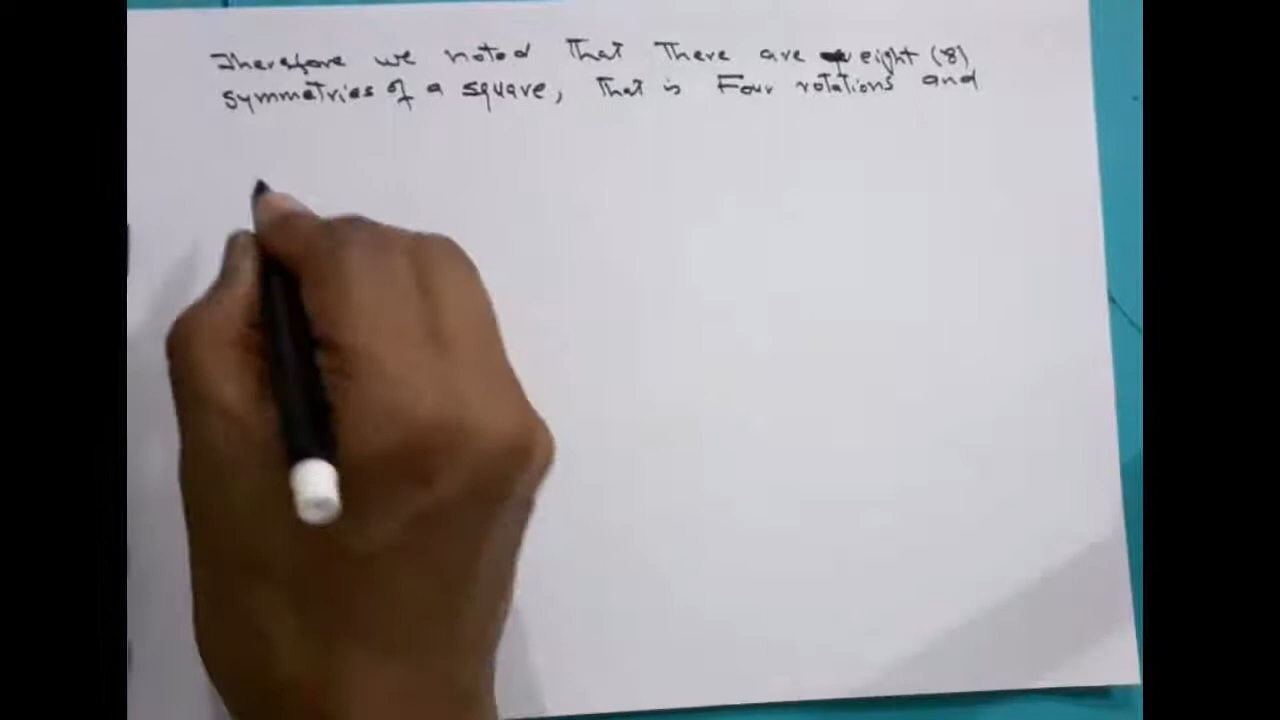 Therefore we noted That There are eight (8)
symmetries of a square, That is Four rotations and